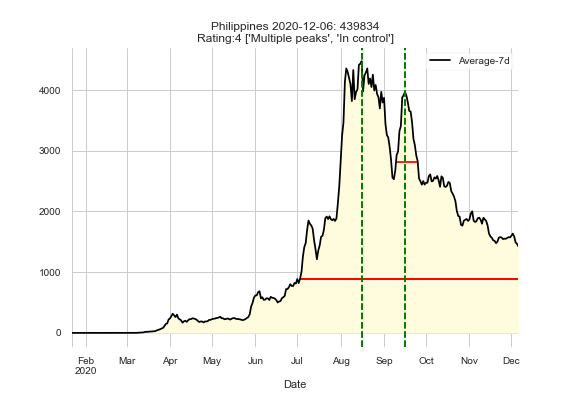 Philippines 2020-12-06: 439834
Rating:4 ['Multiple peaks', 'In control']
Average-7d
4000
3000
2000
1000
0
Feb Mar Apr May Jun Jul Aug Sep Oct Nov Dec
2020
Date